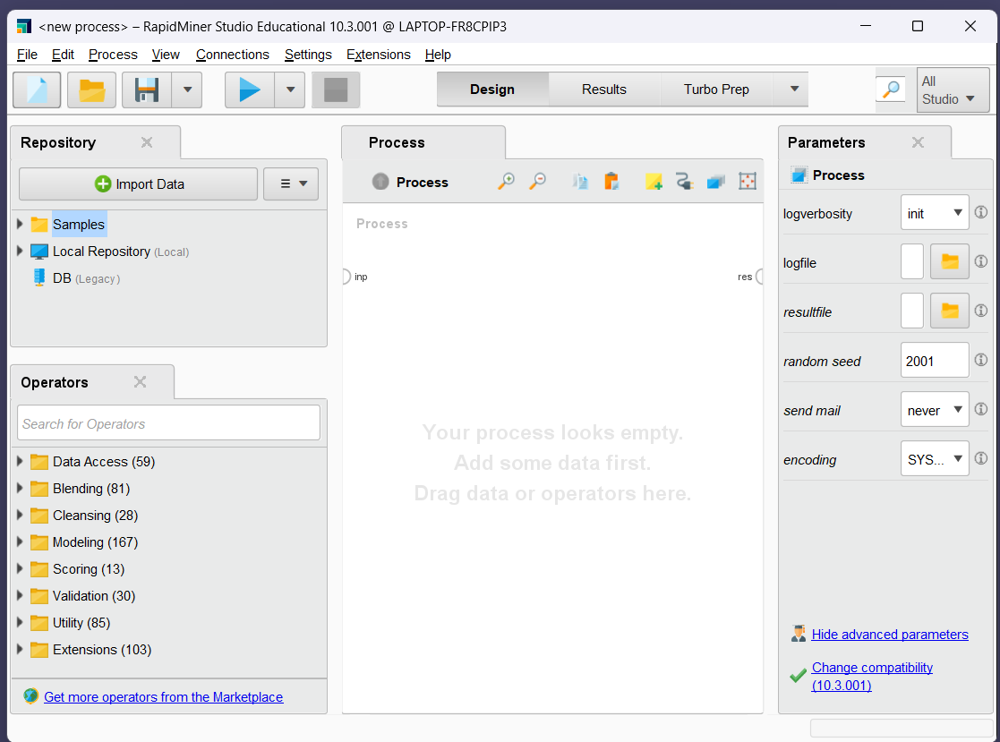 <new process> – RapidMiner Studio Educational 10.3.001 @ LAPTOP-FR8CPIP3
File Edit Process View Connections Settings Extensions Help
Design Results Turbo Prep
All
Studio
Repository
Import Data
Samples
Local Repository (Local)
DB (Legacy)
Operators
Search for Operators
Data Access (59)
Blending (81)
Cleansing (28)
Modeling (167)
Scoring (13)
Validation (30)
Utility (85)
Extensions (103)
Get more operators from the Marketplace
Process
Process
Process
inp res
Your process looks empty.
Add some data first.
Drag data or operators here.
Parameters
Process
logverbosity init
logfile
resultfile
random seed 2001
send mail never
encoding SYS...
Hide advanced parameters
Change compatibility
(10.3.001)